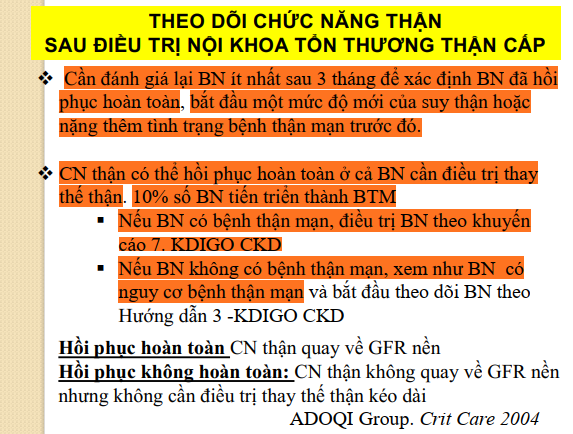 THEO DÕI CHỨC NĂNG THẬN
SAU ĐIỀU TRỊ NỘI KHOA TỔN THƯƠNG THẬN CẤP
❖ Cần đánh giá lại BN ít nhất sau 3 tháng để xác định BN đã hồi
phục hoàn toàn, bắt đầu một mức độ mới của suy thận hoặc
nặng thêm tình trạng bệnh thận mạn trước đó.
❖ CN thận có thể hồi phục hoàn toàn ở cả BN cần điều trị thay
thế thận. 10% số BN tiến triển thành BTM
▪ Nếu BN có bệnh thận mạn, điều trị BN theo khuyến
cáo 7. KDIGO CKD
▪ Nếu BN không có bệnh thận mạn, xem như BN có
nguy cơ bệnh thận mạn và bắt đầu theo dõi BN theo
Hướng dẫn 3 -KDIGO CKD
Hồi phục hoàn toàn CN thận quay về GFR nền
Hồi phục không hoàn toàn: CN thận không quay về GFR nền
nhưng không cần điều trị thay thế thận kéo dài
ADOQI Group. Crit Care 2004